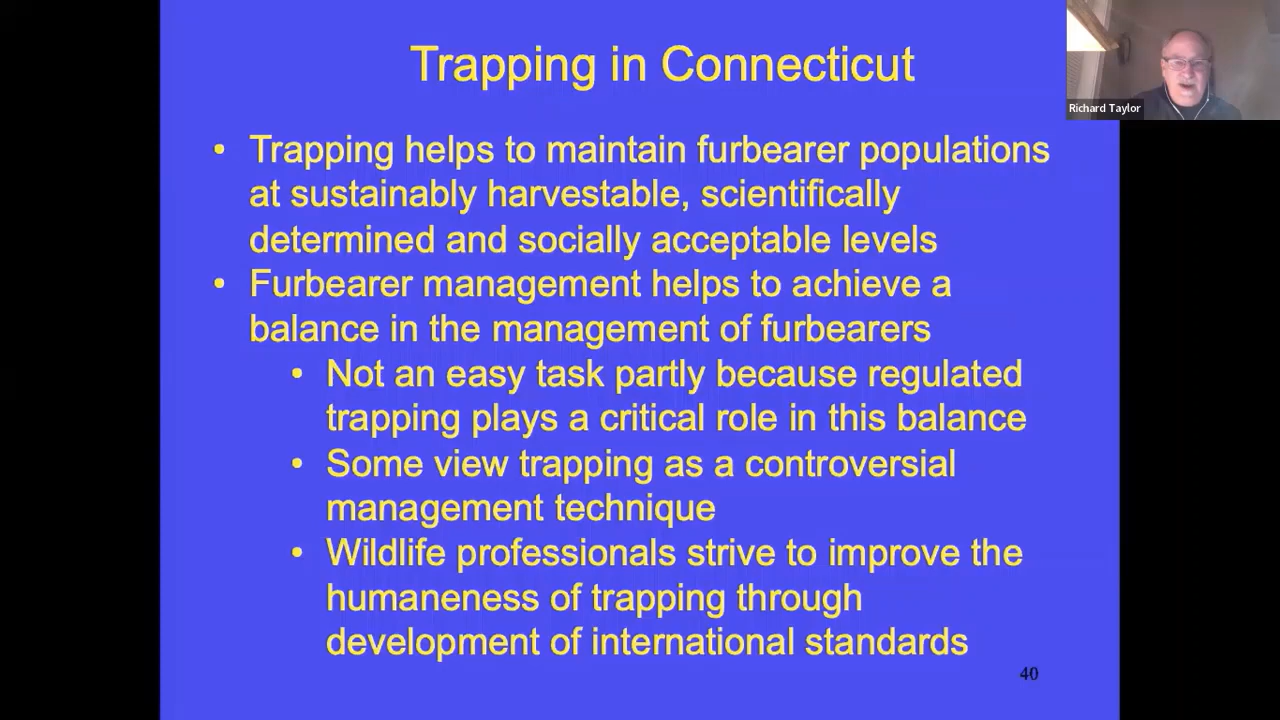 Trapping in Connecticut
Richard Taylor
• Trapping helps to maintain furbearer populations
at sustainably harvestable, scientifically
determined and socially acceptable levels
• Furbearer management helps to achieve a
balance in the management of furbearers
• Not an easy task partly because regulated
trapping plays a critical role in this balance
• Some view trapping as a controversial
management technique
• Wildlife professionals strive to improve the
humaneness of trapping through
development of international standards
40